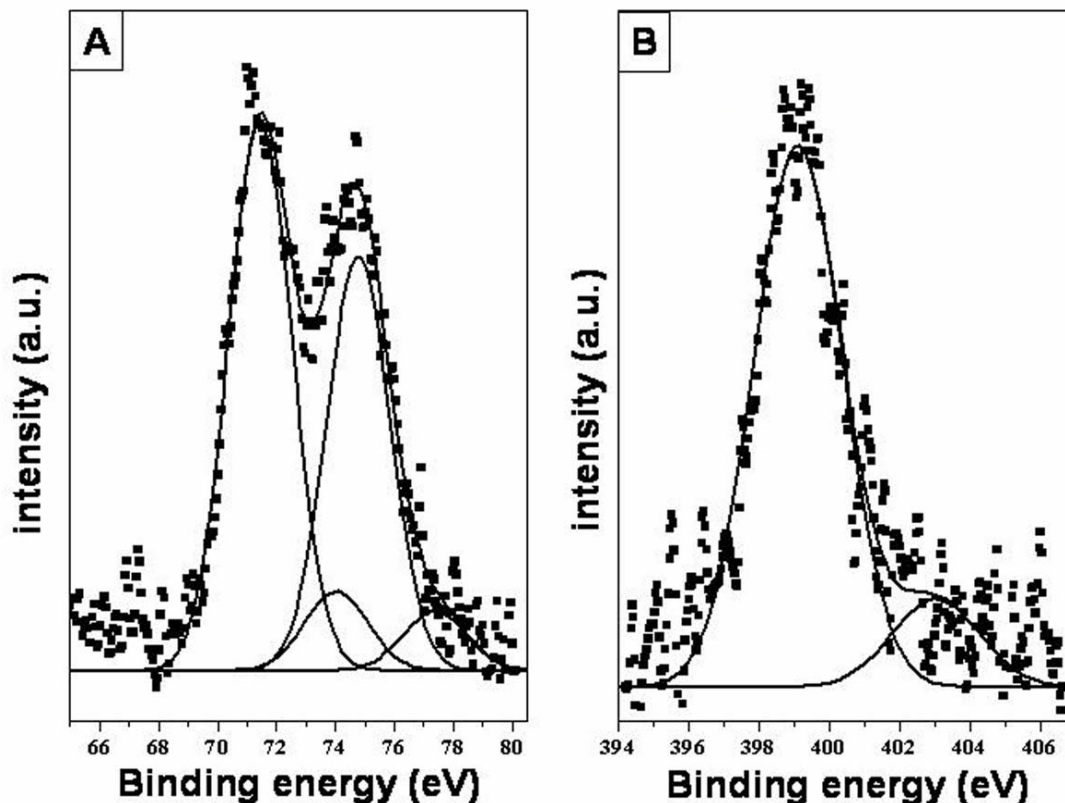 A
B
intensity (a.u.)
intensity (a.u.)
66 68 70 72 74 76 78 80
394 396 398 400 402 404 406
Binding energy (eV)
Binding energy (eV)